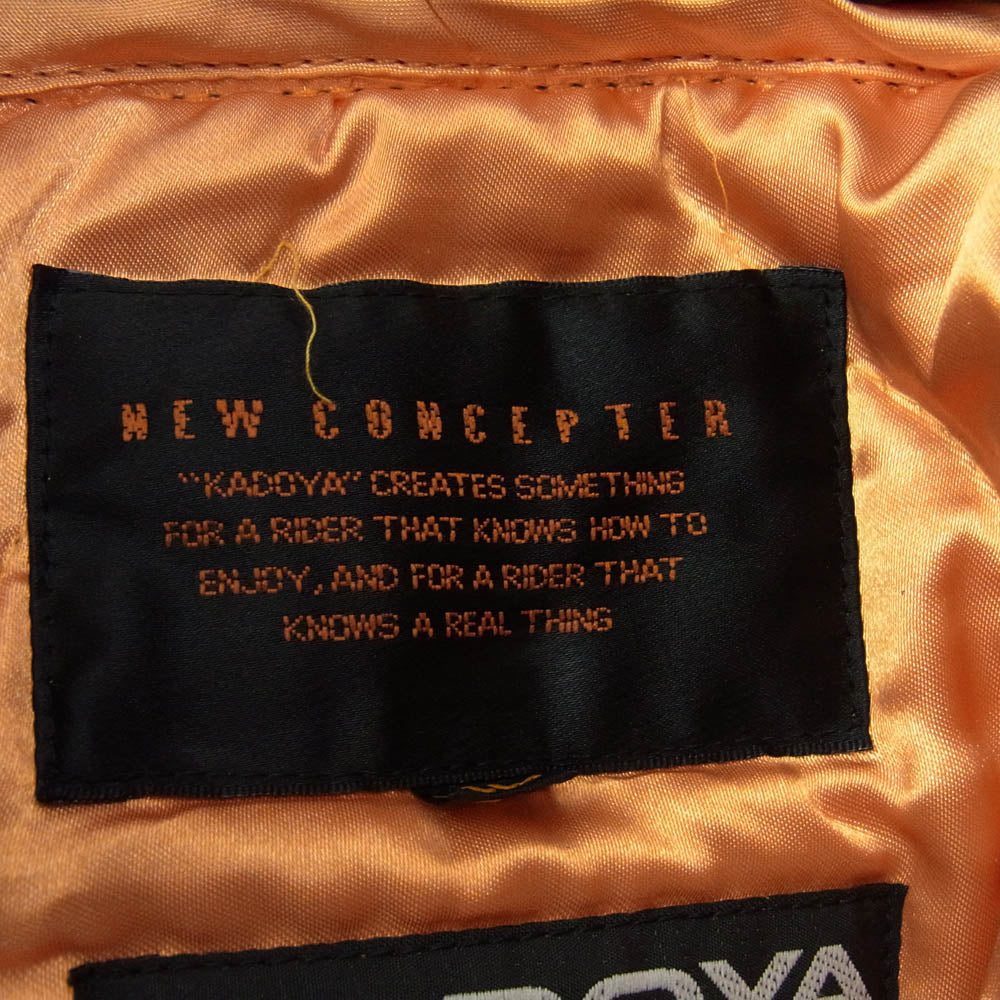 NEW CONCEPTER
"KADOYA" CREATES SOMETHING
FOR A RIDER THAT KNOWS HOW TO
ENJOY, AND FOR A RIDER THAT
KNOWS A REAL THING